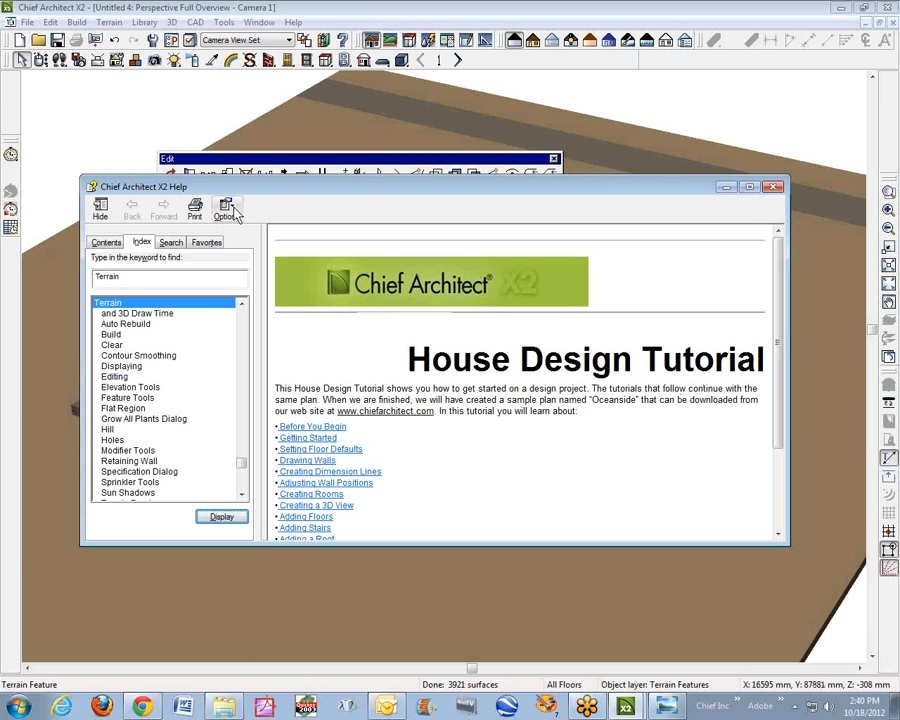 Chief Architect X2 - [Untitled 4: Perspective Full Overview - Camera 1]
File Edit Build Terrain Library 3D CAD Tools Window Help
Camera View Set
1
Edit
Chief Architect X2 Help
Hide Back Forward Print Options
Contents Index Search Favorites
Type in the keyword to find:
Terrain
Terrain
and 3D Draw Time
Auto Rebuild
Build
Clear
Contour Smoothing
Displaying
Editing
Elevation Tools
Feature Tools
Flat Region
Grow All Plants Dialog
Hill
Holes
Modifier Tools
Retaining Wall
Specification Dialog
Sprinkler Tools
Sun Shadows
Display
Chief Architect® X2
House Design Tutorial
This House Design Tutorial shows you how to get started on a design project. The tutorials that follow continue with the
same plan. When we are finished, we will have created a sample plan named “Oceanside” that can be downloaded from
our web site at www.chiefarchitect.com. In this tutorial you will learn about:
• Before You Begin
• Getting Started
• Setting Floor Defaults
• Drawing Walls
• Creating Dimension Lines
• Adjusting Wall Positions
• Creating Rooms
• Creating a 3D View
• Adding Floors
• Adding Stairs
• Adding a Roof
Terrain Feature Done: 3921 surfaces All Floors Object layer: Terrain Features X: 16595 mm, Y: 87881 mm, Z: -308 mm
Chief Inc » Adobe »
2:40 PM
10/18/2012